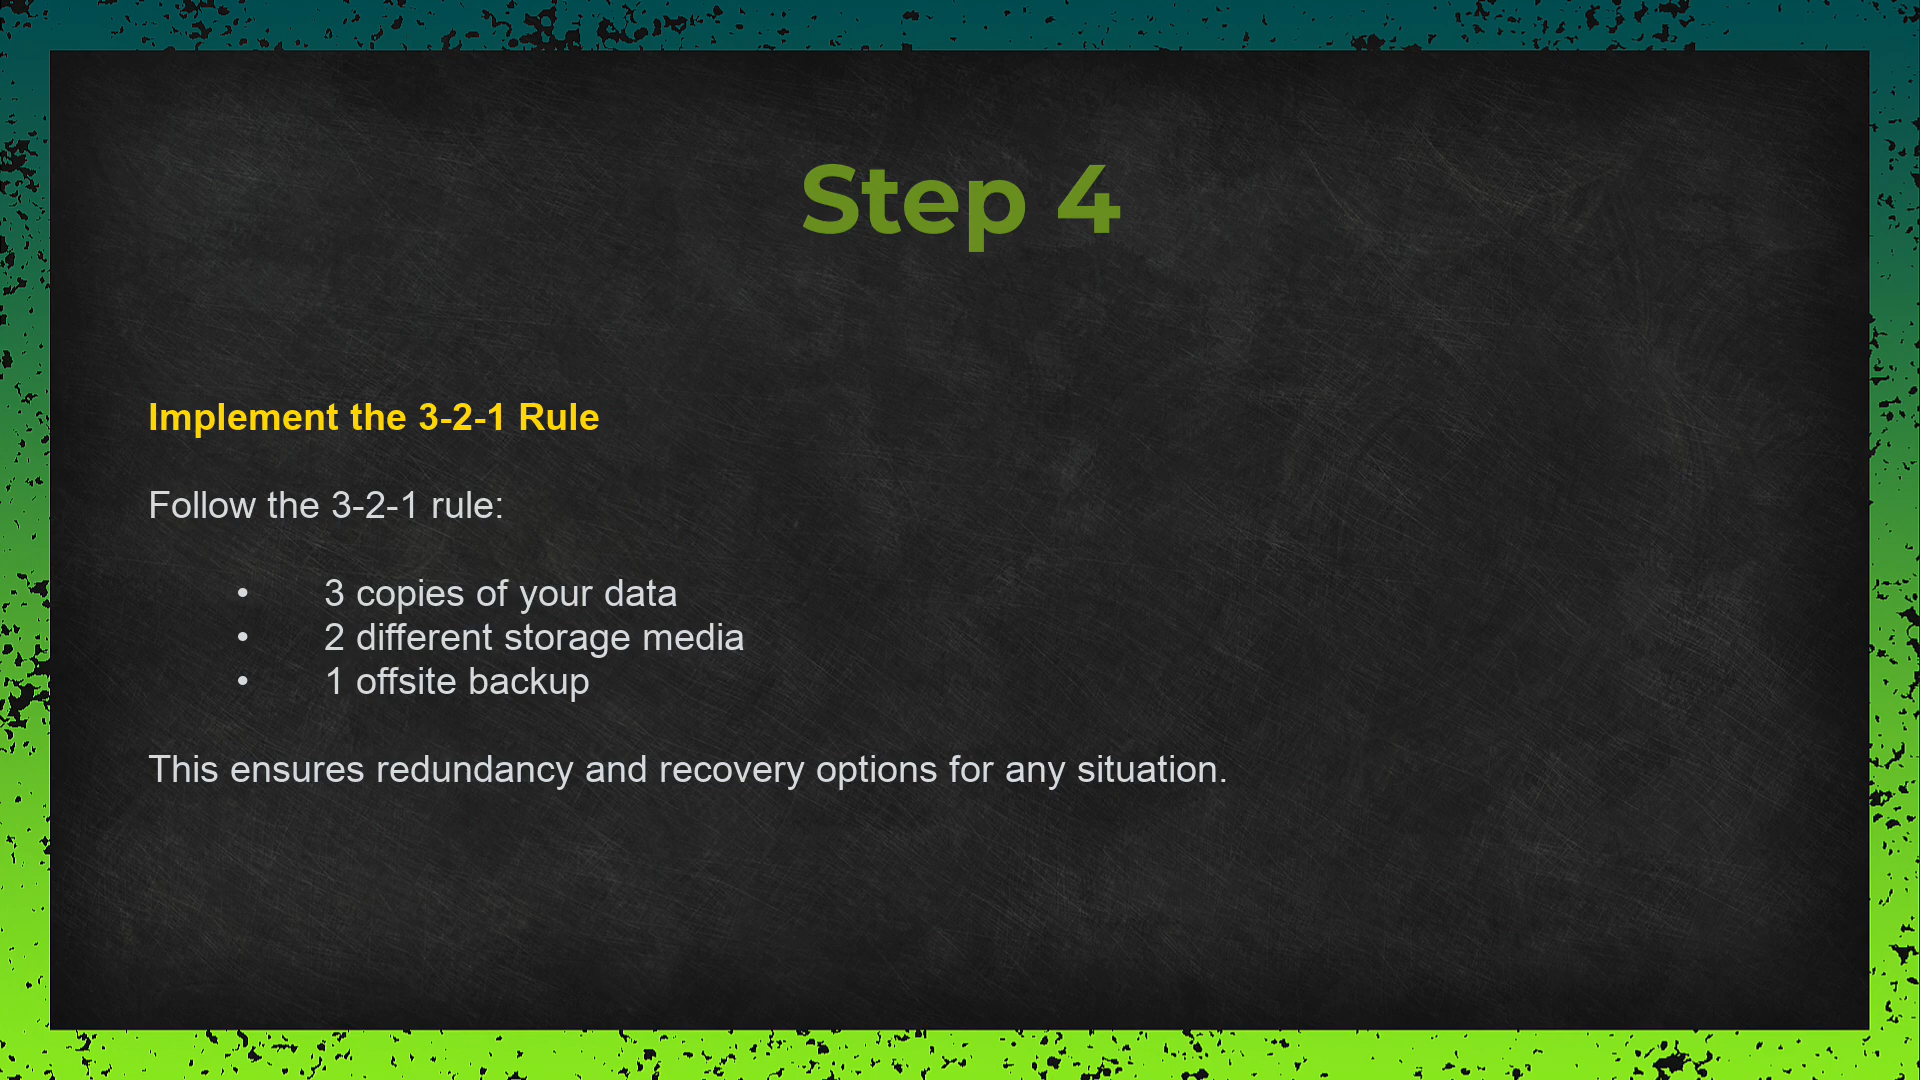 Step 4
Implement the 3-2-1 Rule
Follow the 3-2-1 rule:
• 3 copies of your data
• 2 different storage media
• 1 offsite backup
This ensures redundancy and recovery options for any situation.